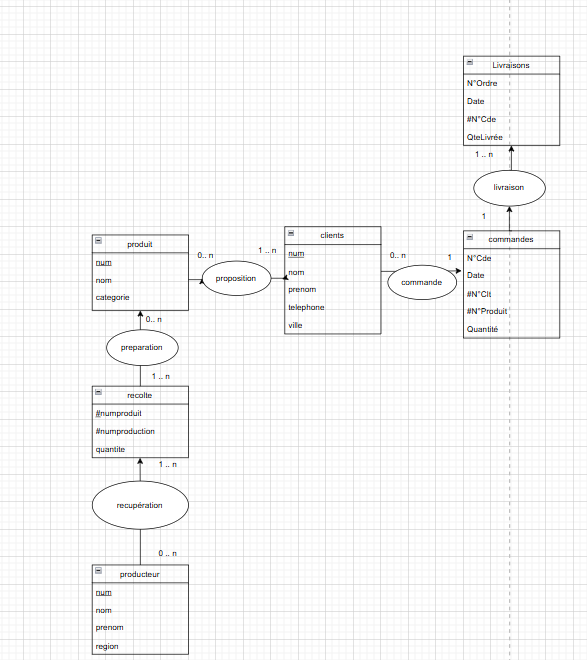 Livraisons
N°Ordre
Date
#N°Cde
QteLivrée
1 .. n
livraison
1
commandes
N°Cde
Date
#N°Clt
#N°Produit
Quantité
clients
num
nom
prenom
telephone
ville
0.. n
1
commande
produit
num
nom
categorie
0.. n
1 .. n
proposition
0.. n
preparation
1 .. n
recolte
#numproduit
#numproduction
quantite
1 .. n
recupération
0 .. n
producteur
num
nom
prenom
region